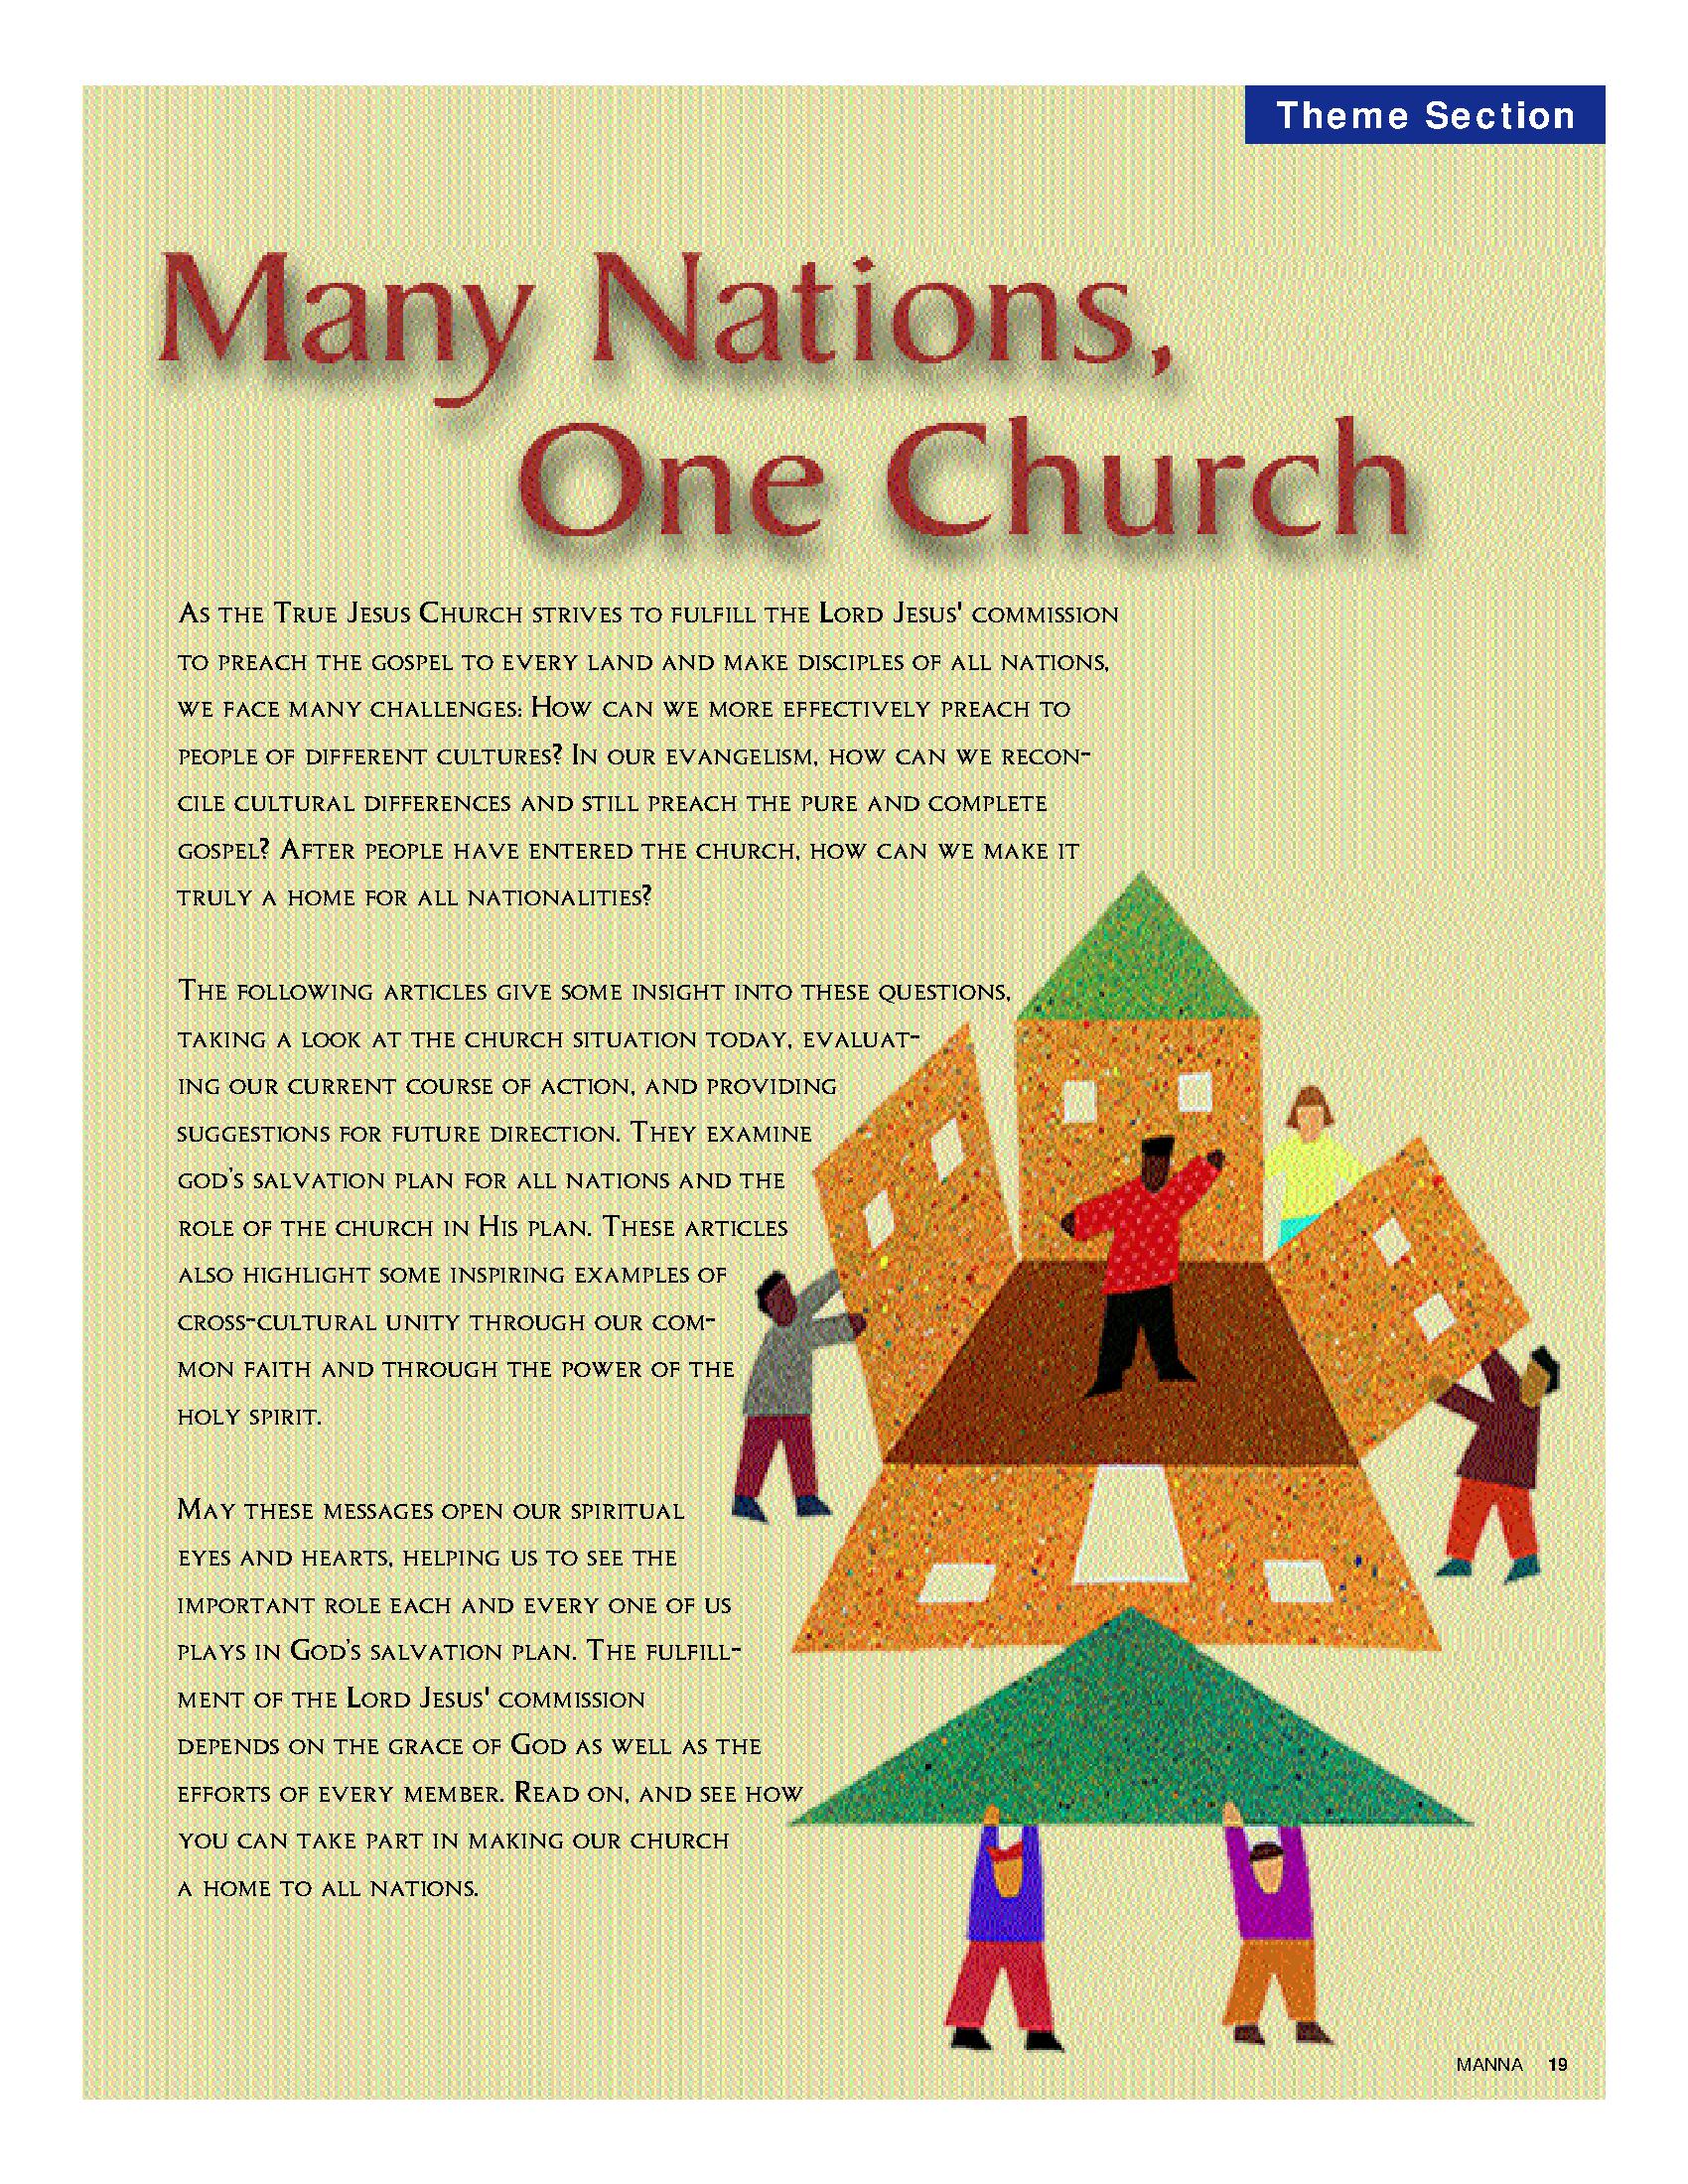 Theme Section
Many Nations,
One Church
As the True Jesus Church strives to fulfill the Lord Jesus' commission
to preach the gospel to every land and make disciples of all nations,
we face many challenges: How can we more effectively preach to
people of different cultures? In our evangelism, how can we recon-
cile cultural differences and still preach the pure and complete
gospel? After people have entered the church, how can we make it
truly a home for all nationalities?
The following articles give some insight into these questions,
taking a look at the church situation today, evaluat-
ing our current course of action, and providing
suggestions for future direction. They examine
god's salvation plan for all nations and the
role of the church in His plan. These articles
also highlight some inspiring examples of
cross-cultural unity through our com-
mon faith and through the power of the
holy spirit.
May these messages open our spiritual
eyes and hearts, helping us to see the
important role each and every one of us
plays in God's salvation plan. The fulfill-
ment of the Lord Jesus' commission
depends on the grace of God as well as the
efforts of every member. Read on, and see how
you can take part in making our church
a home to all nations.
MANNA 19